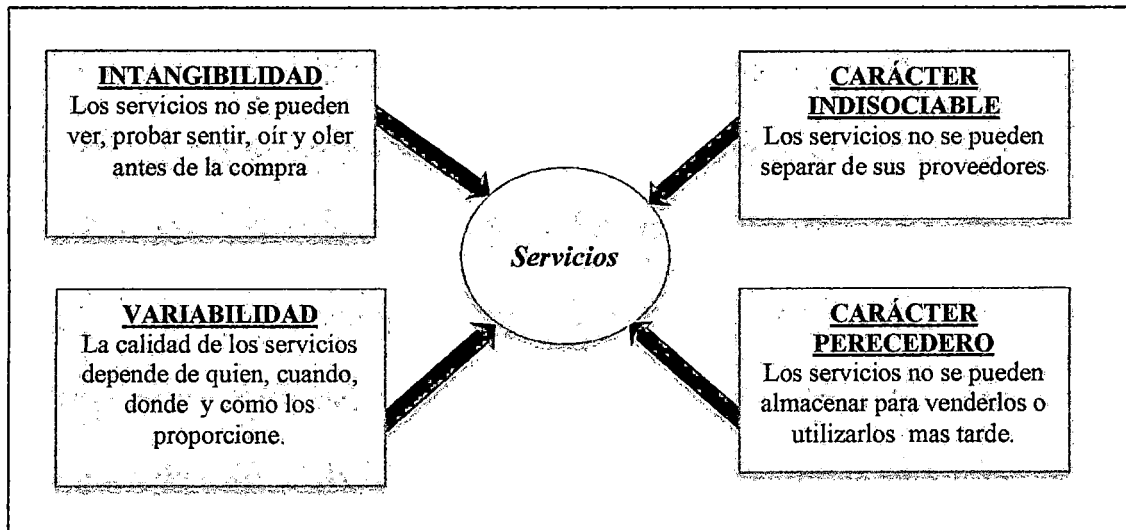 INTANGIBILIDAD
Los servicios no se pueden
ver, probar sentir, oír y oler
antes de la compra
CARÁCTER
INDISOCIABLE
Los servicios no se pueden
separar de sus proveedores
Servicios
VARIABILIDAD
La calidad de los servicios
depende de quien, cuando,
donde y como los
proporcione.
CARÁCTER
PERECEDERO
Los servicios no se pueden
almacenar para venderlos o
utilizarlos mas tarde.